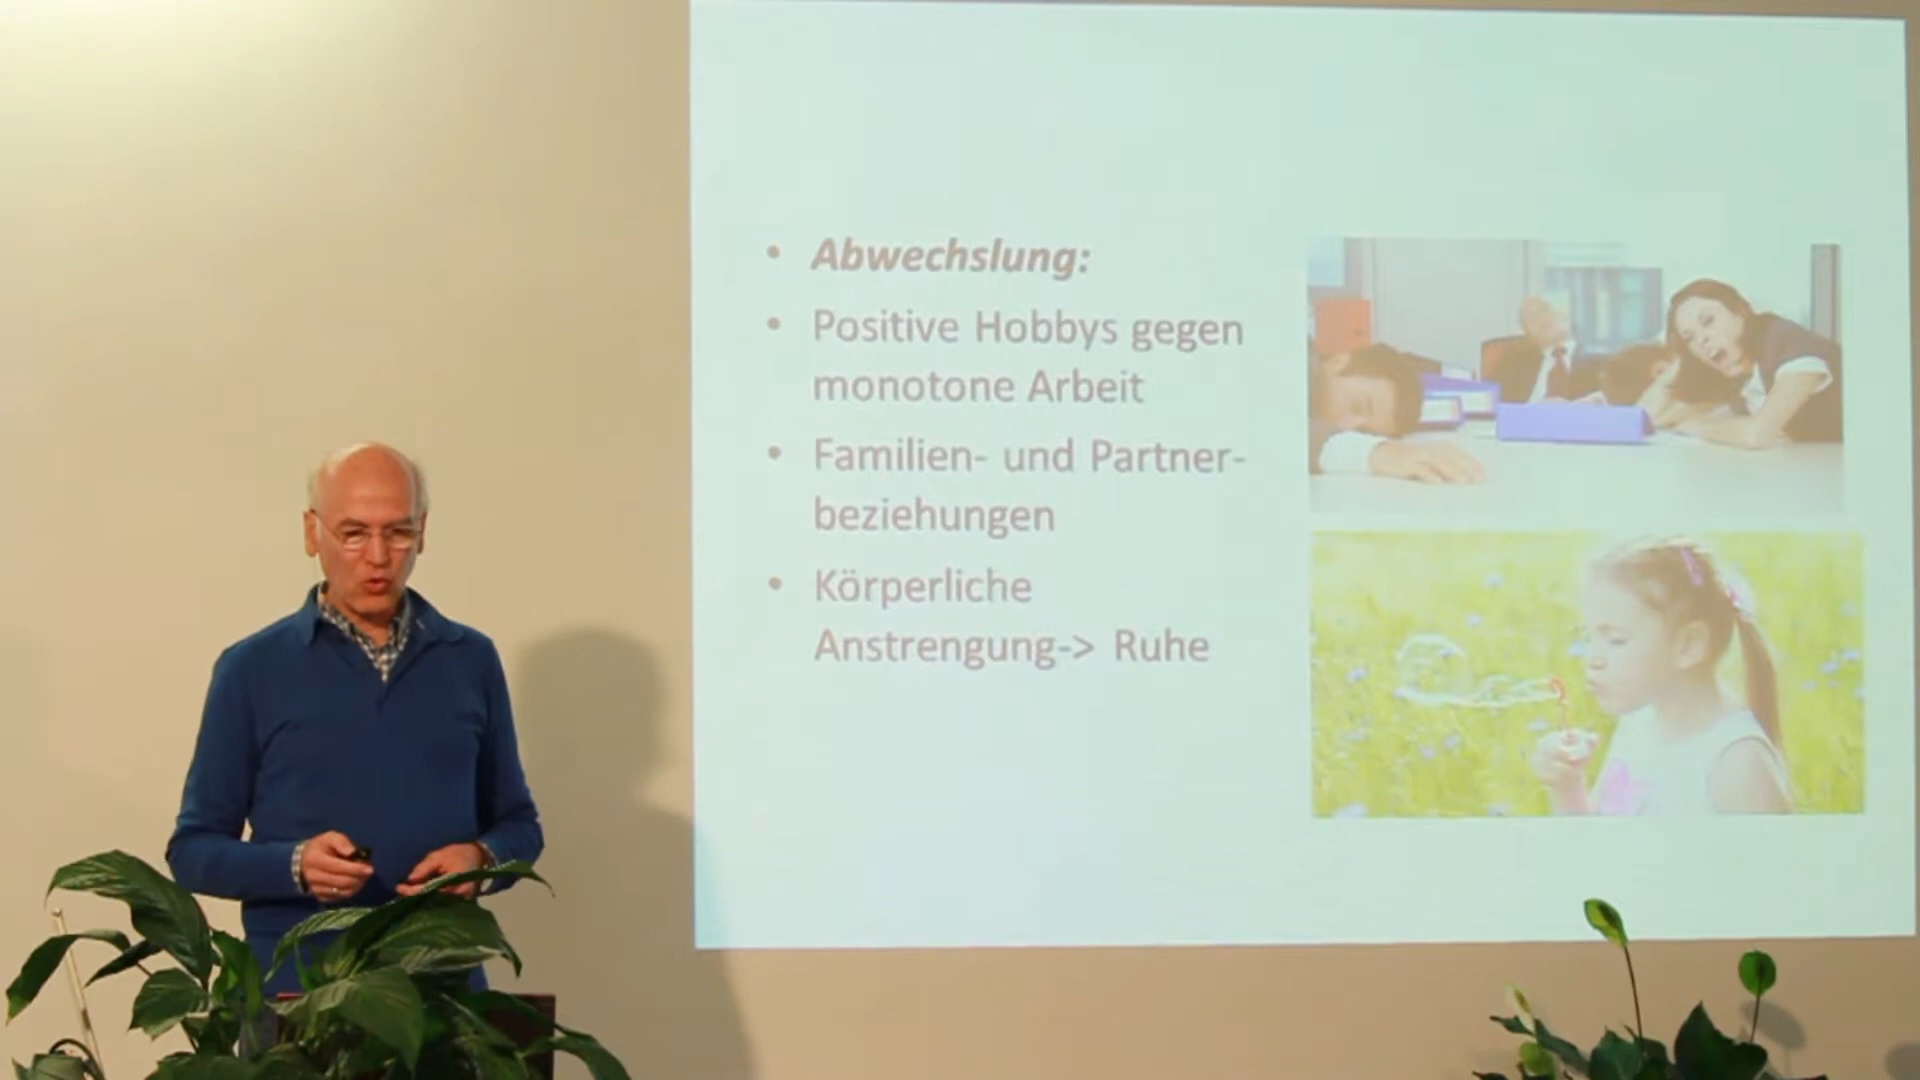 • Abwechslung:
• Positive Hobbys gegen
monotone Arbeit
• Familien- und Partner-
beziehungen
• Körperliche
Anstrengung-> Ruhe